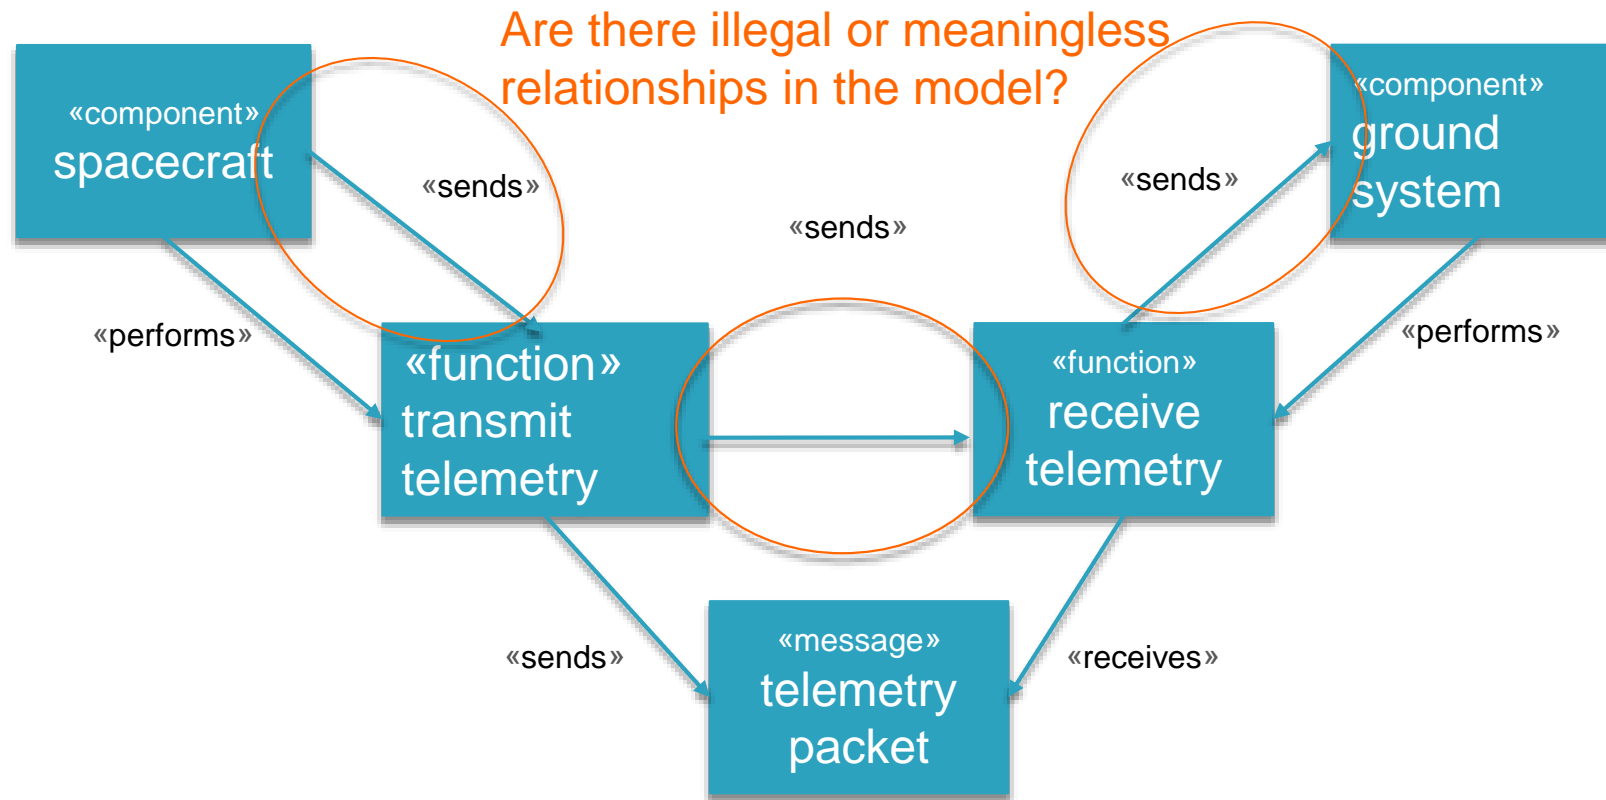 Are there illegal or meaningless
relationships in the model?
«component»
spacecraft
«component»
ground
system
«sends»
«sends»
«sends»
«performs»
«performs»
«function»
transmit
telemetry
«function»
receive
telemetry
«sends»
«receives»
«message»
telemetry
packet